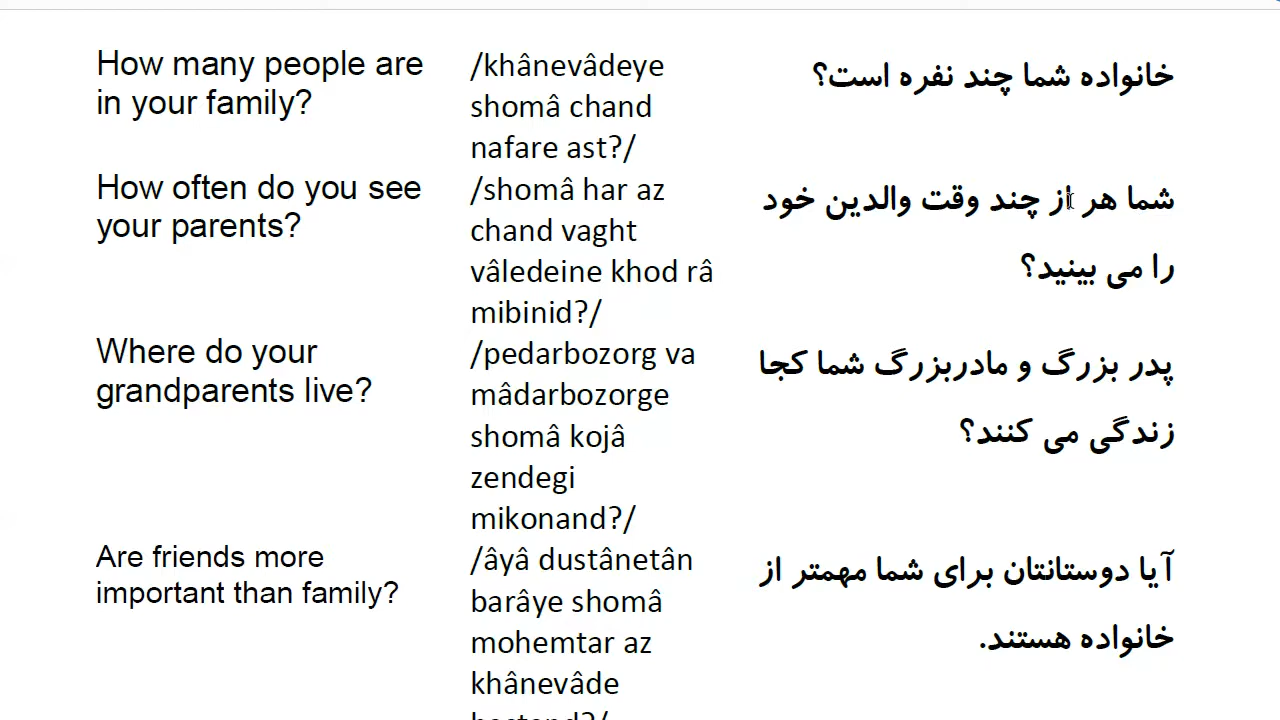 How many people are
in your family?
/khânevâdeye
shomâ chand
nafare ast?/
خانواده شما چند نفره است؟
How often do you see
your parents?
/shomâ har az
chand vaght
vâledeine khod râ
mibinid?/
شما هر از چند وقت والدین خود
را می بینید؟
Where do your
grandparents live?
/pedarbozorg va
mâdarbozorge
shomâ kojâ
zendegi
mikonand?/
پدر بزرگ و مادربزرگ شما کجا
زندگی می کنند؟
Are friends more
important than family?
/âyâ dustânetân
barâye shomâ
mohemtar az
khânevâde
آیا دوستانتان برای شما مهمتر از
خانواده هستند.